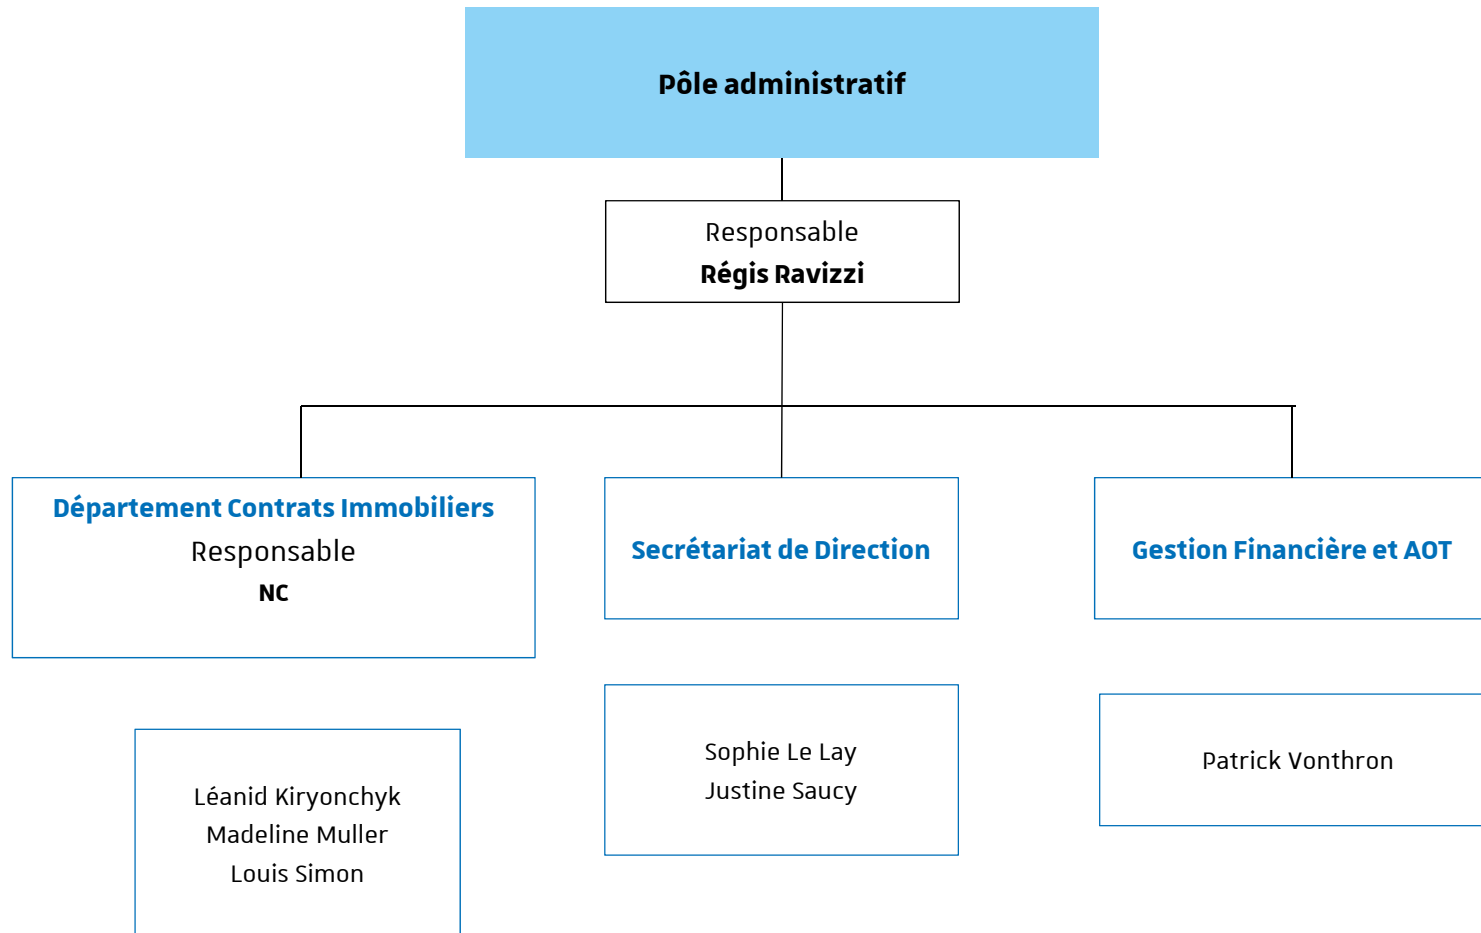 Pôle administratif
Responsable
Régis Ravizzi
Département Contrats Immobiliers
Responsable
NC
Secrétariat de Direction
Gestion Financière et AOT
Léanid Kiryonchyk
Madeline Muller
Louis Simon
Sophie Le Lay
Justine Saucy
Patrick Vonthron